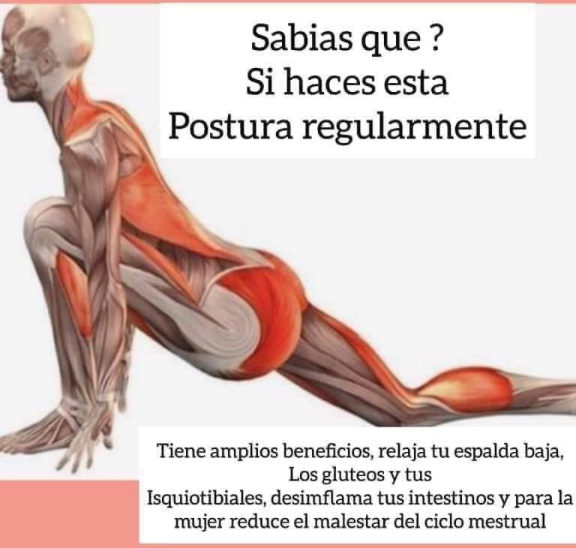 Sabias que ?
Si haces esta
Postura regularmente
Tiene amplios beneficios, relaja tu espalda baja,
Los gluteos y tus
Isquiotibiales, desimflama tus intestinos y para la
mujer reduce el malestar del ciclo mestrual